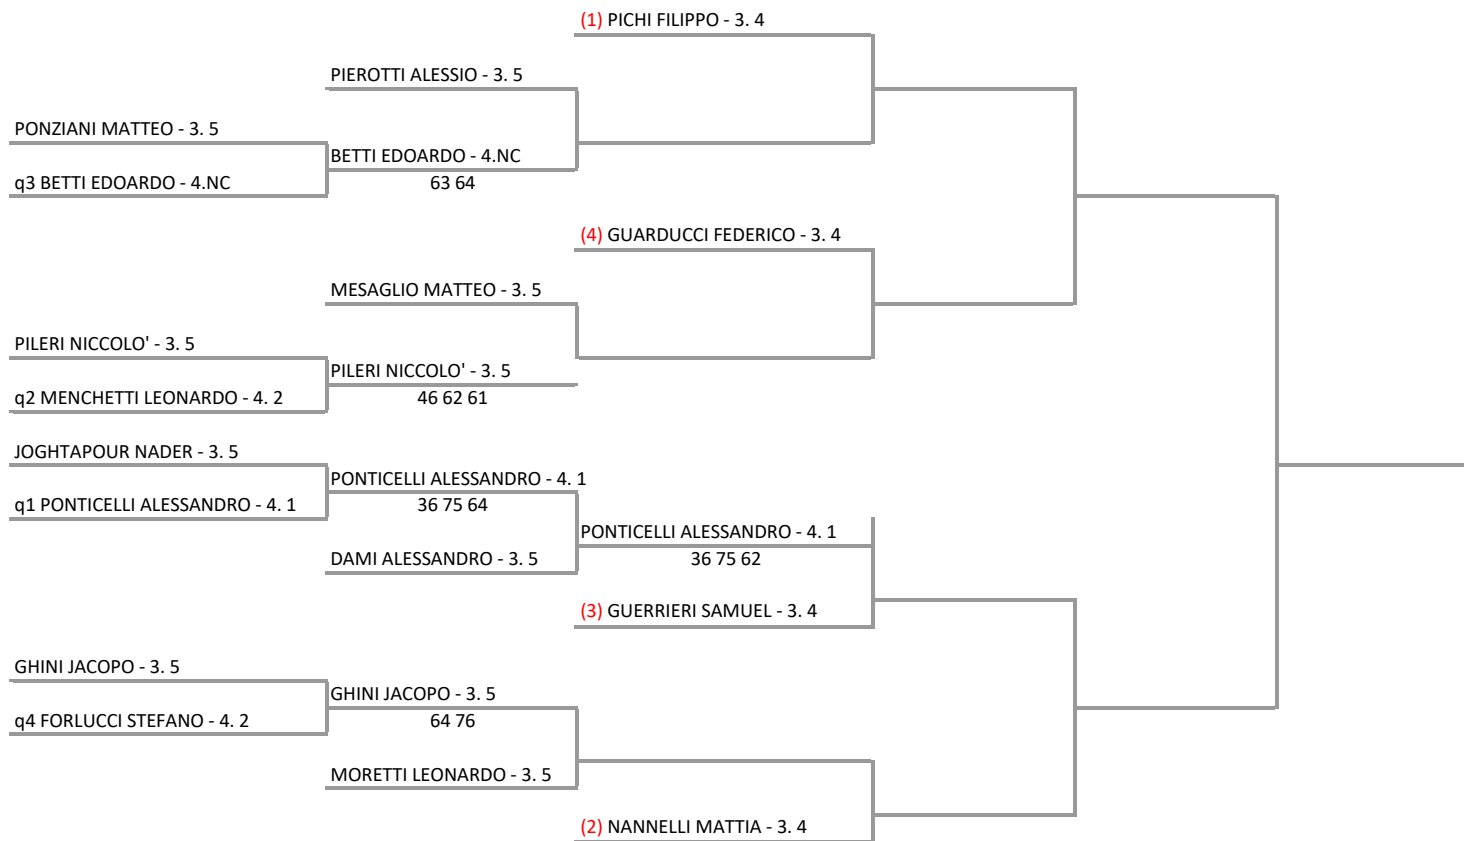 (1) PICHI FILIPPO - 3. 4
PIEROTTI ALESSIO - 3. 5
PONZIANI MATTEO - 3. 5
BETTI EDOARDO - 4.NC
q3 BETTI EDOARDO - 4.NC
63 64
(4) GUARDUCCI FEDERICO - 3. 4
MESAGLIO MATTEO - 3. 5
PILERI NICCOLO' - 3. 5
PILERI NICCOLO' - 3. 5
q2 MENCHETTI LEONARDO - 4. 2
46 62 61
JOGHTAPOUR NADER - 3. 5
PONTICELLI ALESSANDRO - 4. 1
q1 PONTICELLI ALESSANDRO - 4. 1
36 75 64
PONTICELLI ALESSANDRO - 4. 1
DAMI ALESSANDRO - 3. 5
36 75 62
(3) GUERRIERI SAMUEL - 3. 4
GHINI JACOPO - 3. 5
GHINI JACOPO - 3. 5
q4 FORLUCCI STEFANO - 4. 2
64 76
MORETTI LEONARDO - 3. 5
(2) NANNELLI MATTIA - 3. 4